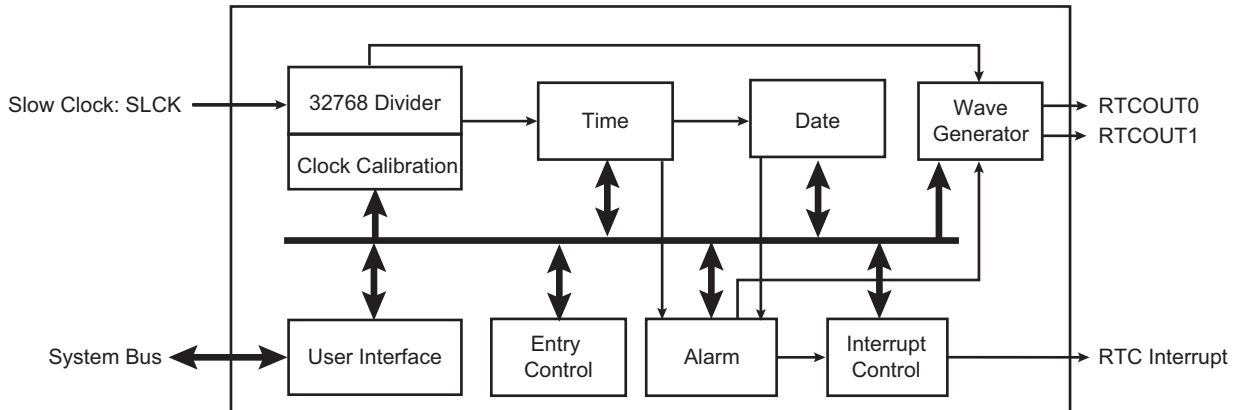 Slow Clock: SLCK
32768 Divider
Clock Calibration
Time
Date
Wave
Generator
RTCOUT0
RTCOUT1
System Bus
User Interface
Entry
Control
Alarm
Interrupt
Control
RTC Interrupt